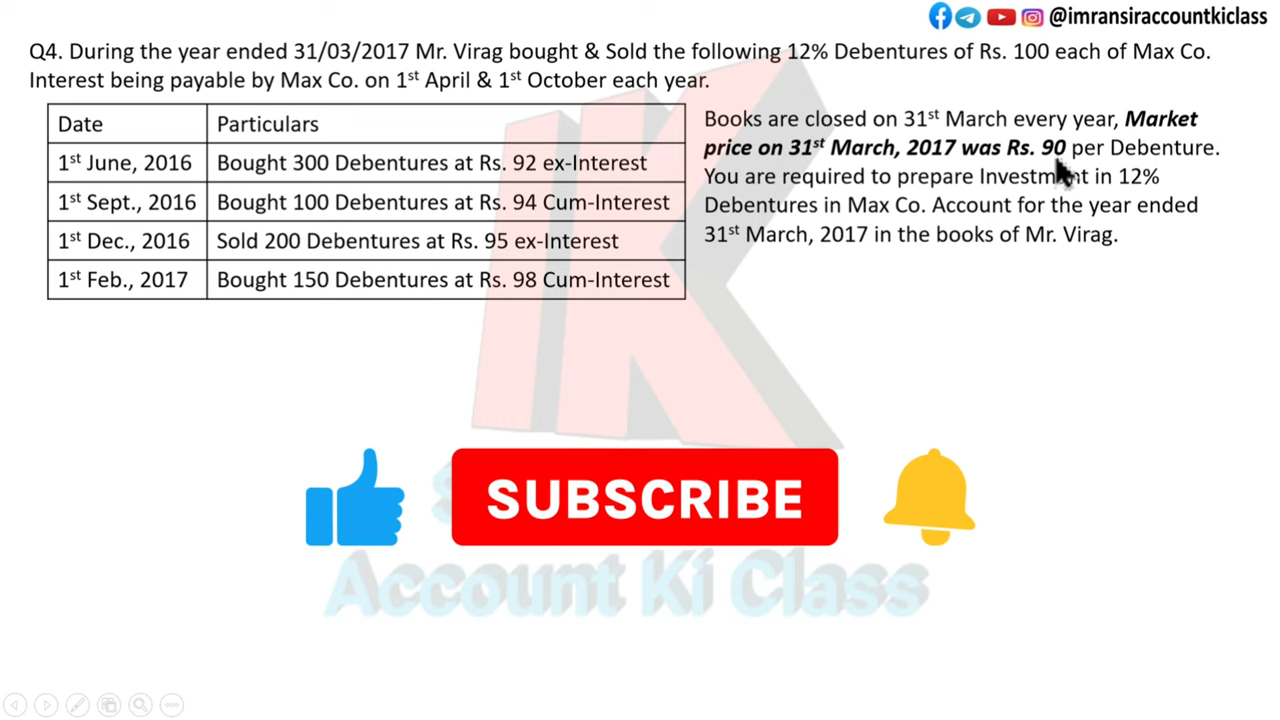 @imransiraccountkiclass
Q4. During the year ended 31/03/2017 Mr. Virag bought & Sold the following 12% Debentures of Rs. 100 each of Max Co.
Interest being payable by Max Co. on 1st April & 1st October each year.
Date Particulars
1st June, 2016 Bought 300 Debentures at Rs. 92 ex-Interest
1st Sept., 2016 Bought 100 Debentures at Rs. 94 Cum-Interest
1st Dec., 2016 Sold 200 Debentures at Rs. 95 ex-Interest
1st Feb., 2017 Bought 150 Debentures at Rs. 98 Cum-Interest
Books are closed on 31st March every year, Market
price on 31st March, 2017 was Rs. 90 per Debenture.
You are required to prepare Investment in 12%
Debentures in Max Co. Account for the year ended
31st March, 2017 in the books of Mr. Virag.
SUBSCRIBE
Account Ki Class